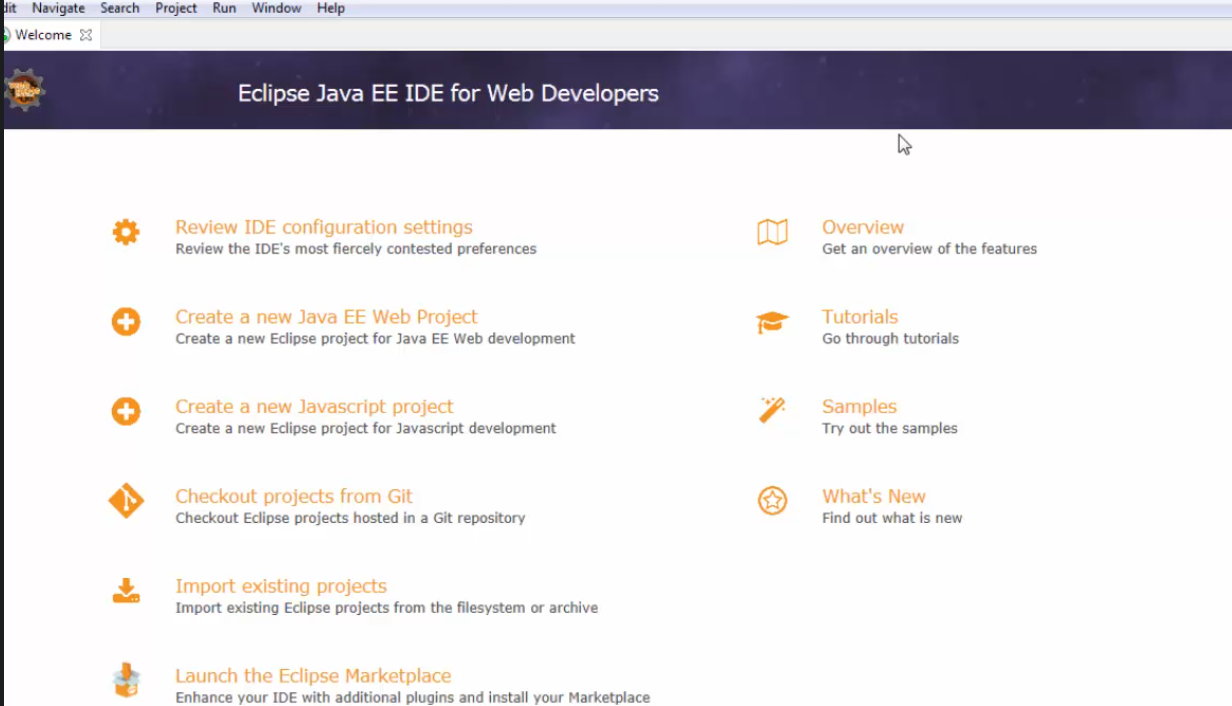 Navigate Search Project Run Window Help
Welcome
Eclipse Java EE IDE for Web Developers
Review IDE configuration settings
Review the IDE's most fiercely contested preferences
Create a new Java EE Web Project
Create a new Eclipse project for Java EE Web development
Create a new Javascript project
Create a new Eclipse project for Javascript development
Checkout projects from Git
Checkout Eclipse projects hosted in a Git repository
Import existing projects
Import existing Eclipse projects from the filesystem or archive
Launch the Eclipse Marketplace
Enhance your IDE with additional plugins and install your Marketplace
Overview
Get an overview of the features
Tutorials
Go through tutorials
Samples
Try out the samples
What's New
Find out what is new